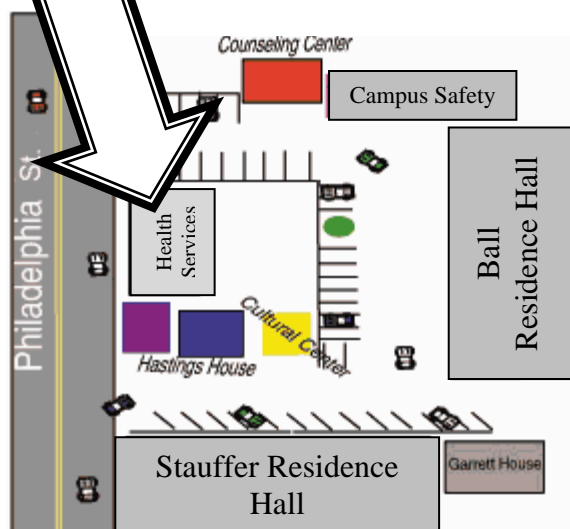 Counseling Center
Campus Safety
Philadelphia St.
Health
Services
Ball
Residence Hall
Cultural Center
Hastings House
Stauffer Residence
Hall
Garrett House